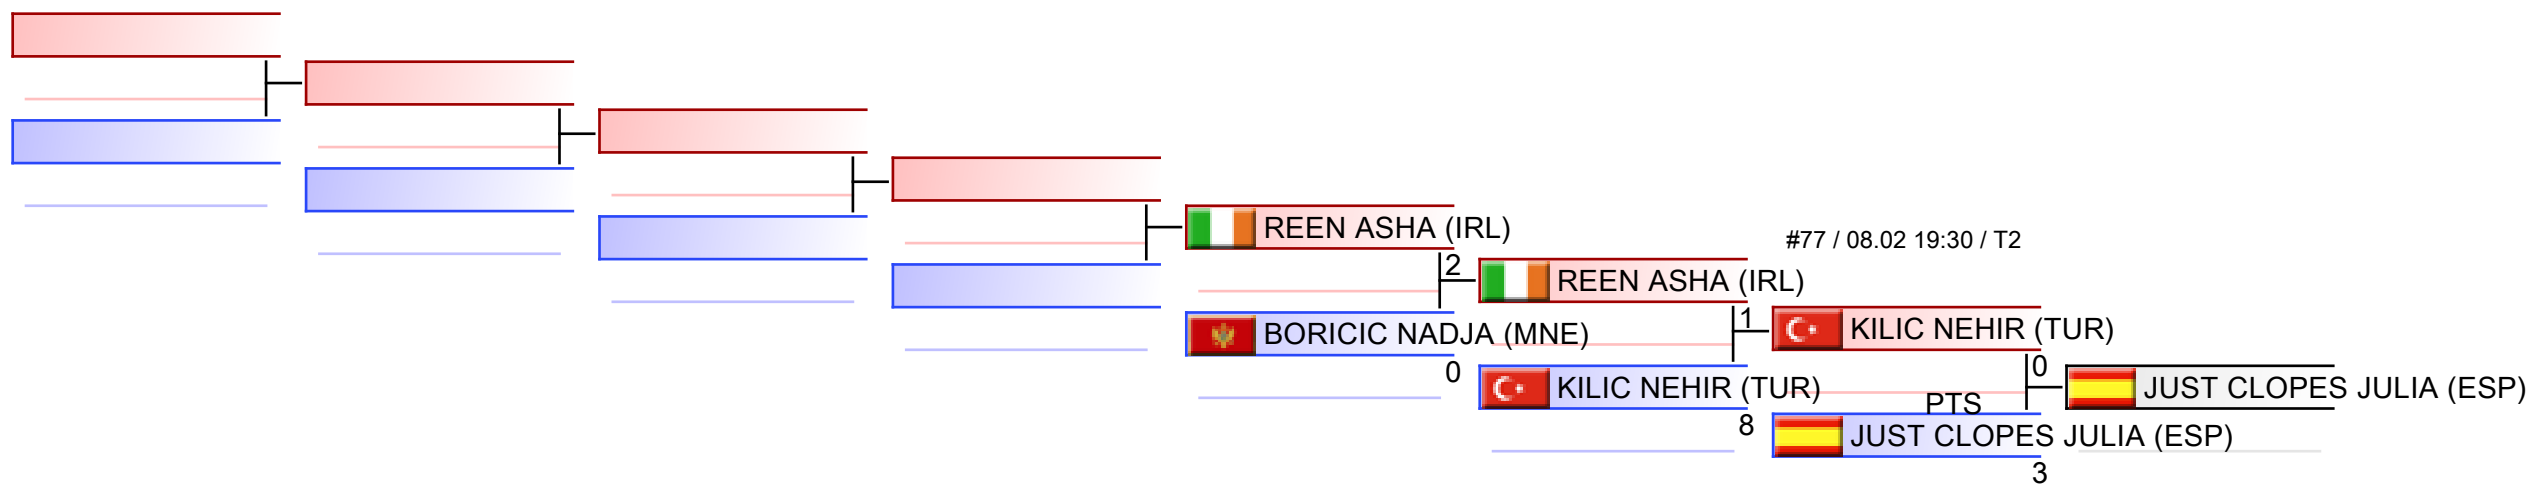 REEN ASHA (IRL)
2
BORICIC NADJA (MNE)
0
REEN ASHA (IRL)
1
KILIC NEHIR (TUR)
8
#77 / 08.02 19:30 / T2
KILIC NEHIR (TUR)
0
PTS
JUST CLOPES JULIA (ESP)
3
JUST CLOPES JULIA (ESP)